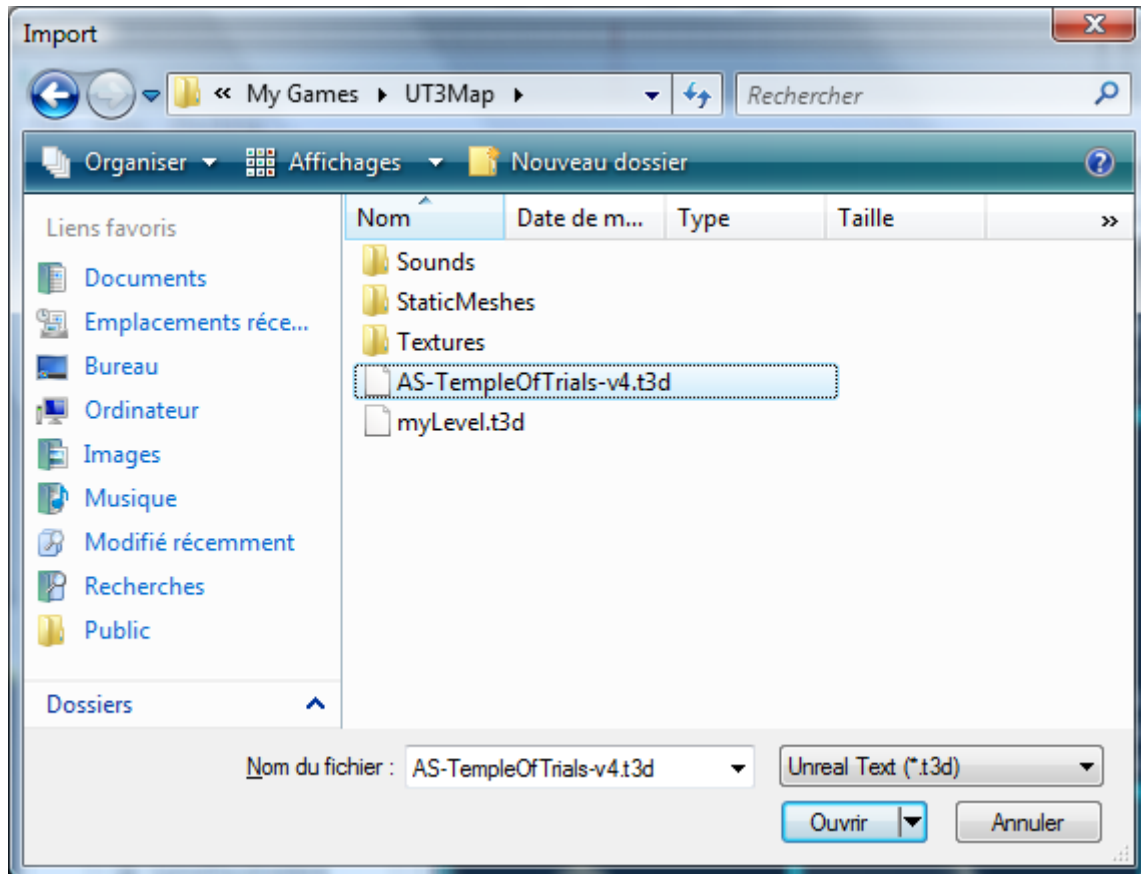 Import
« My Games ▸ UT3Map ▸
Rechercher
Organiser
Affichages
Nouveau dossier
Liens favoris
Documents
Emplacements réce...
Bureau
Ordinateur
Images
Musique
Modifié récemment
Recherches
Public
Dossiers
Nom Date de m... Type Taille »
Sounds
StaticMeshes
Textures
AS-TempleOfTrials-v4.t3d
myLevel.t3d
Nom du fichier : AS-TempleOfTrials-v4.t3d
Unreal Text (*.t3d)
Ouvrir
Annuler